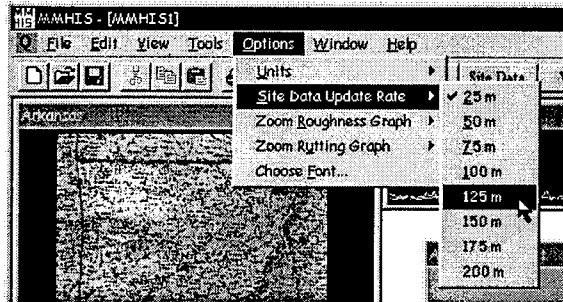 MMHIS - [MMHIS1]
File Edit View Tools Options Window Help
Units
Site Data
Site Data Update Rate
✓ 25 m
Arkansas
50 m
Zoom Roughness Graph
75 m
Zoom Rutting Graph
100 m
Choose Font...
125 m
150 m
175 m
200 m